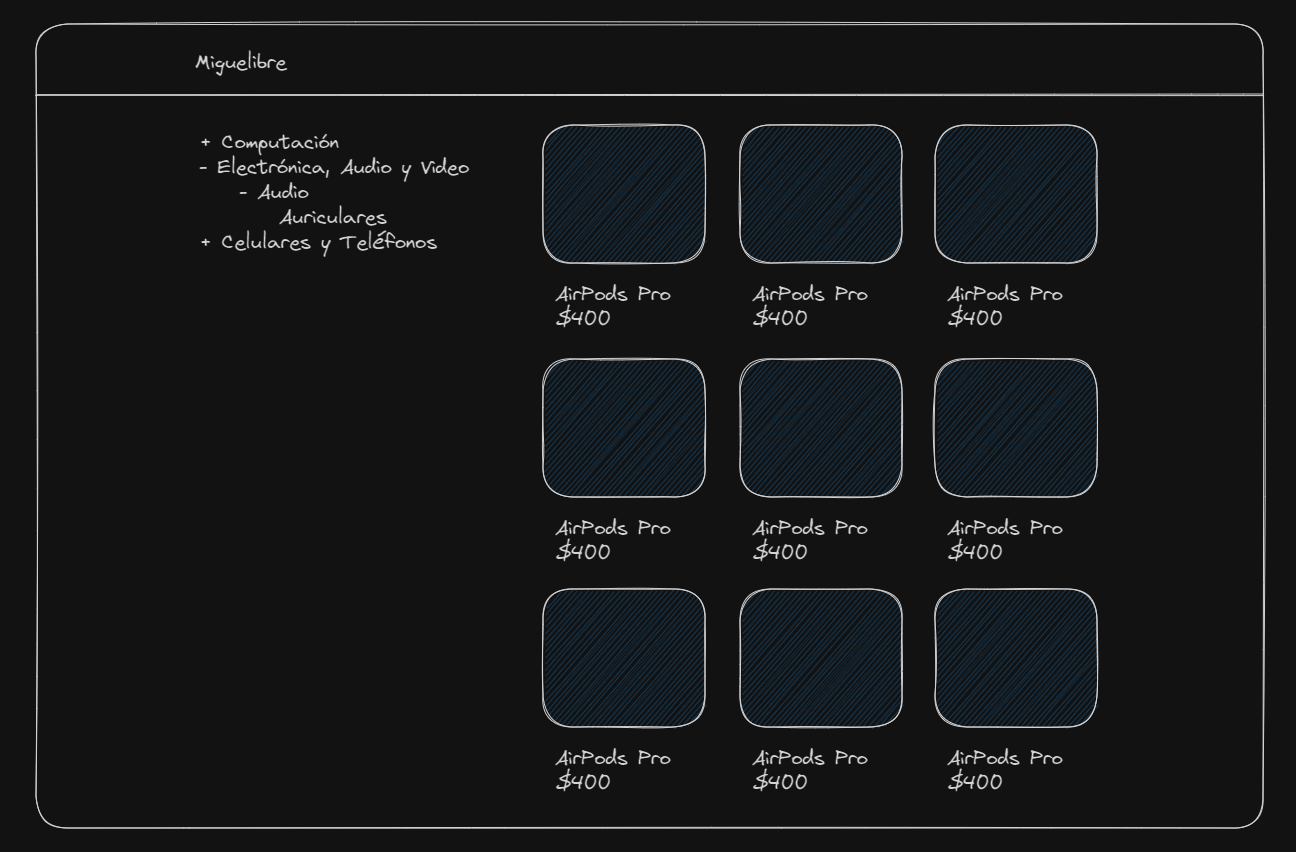 Miguelibre
+ Computación
- Electrónica, Audio y Video
- Audio
Auriculares
+ Celulares y Teléfonos
AirPods Pro
$400
AirPods Pro
$400
AirPods Pro
$400
AirPods Pro
$400
AirPods Pro
$400
AirPods Pro
$400
AirPods Pro
$400
AirPods Pro
$400
AirPods Pro
$400